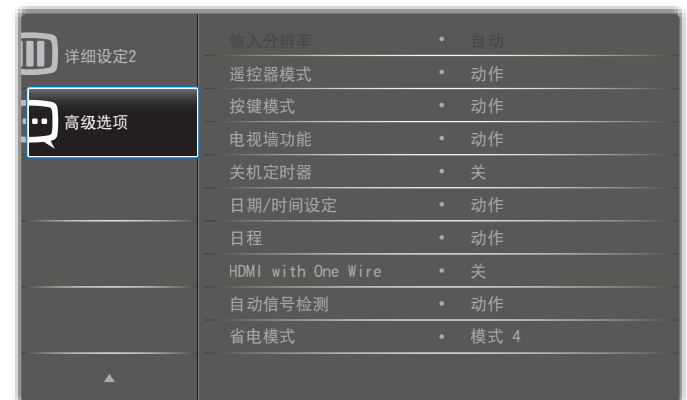 详细设定2
高级选项
输入分辨率 • 自动
遥控器模式 • 动作
按键模式 • 动作
电视墙功能 • 动作
关机定时器 • 关
日期/时间设定 • 动作
日程 • 动作
HDMI with One Wire • 关
自动信号检测 • 动作
省电模式 • 模式 4